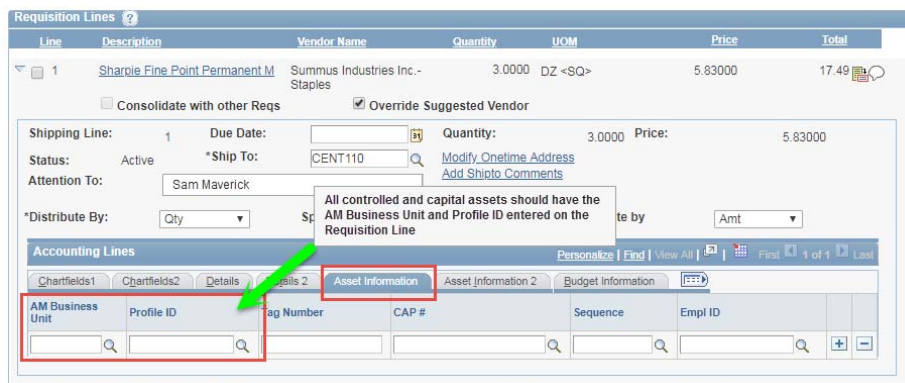 Requisition Lines ?
Line Description Vendor Name Quantity UOM Price Total
1 Sharpie Fine Point Permanent M Summus Industries Inc.- Staples 3.0000 DZ <SQ> 5.83000 17.49
Consolidate with other Reqs Override Suggested Vendor
Shipping Line: 1 Due Date: 31 Quantity: 3.0000 Price: 5.83000
Status: Active *Ship To: CENT110 Modify Onetime Address
Add Shipto Comments
Attention To: Sam Maverick
All controlled and capital assets should have the
AM Business Unit and Profile ID entered on the
Requisition Line
*Distribute By: Qty Amt
Accounting Lines Personalize | Find | View All | First 1 of 1 Last
Chartfields1 Chartfields2 Details Asset Information Asset Information 2 Budget Information
AM Business Unit Profile ID Tag Number CAP # Sequence Empl ID